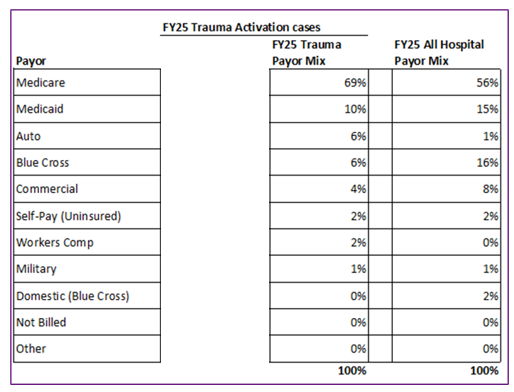 FY25 Trauma Activation cases
FY25 Trauma FY25 All Hospital
Payor Payor Mix Payor Mix
Medicare 69% 56%
Medicaid 10% 15%
Auto 6% 1%
Blue Cross 6% 16%
Commercial 4% 8%
Self-Pay (Uninsured) 2% 2%
Workers Comp 2% 0%
Military 1% 1%
Domestic (Blue Cross) 0% 2%
Not Billed 0% 0%
Other 0% 0%
100% 100%